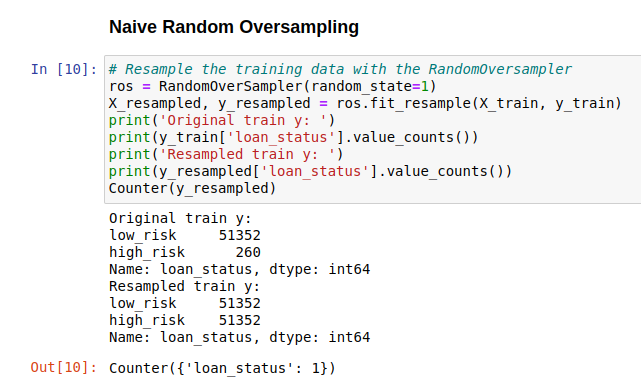 Naive Random Oversampling
In [10]: # Resample the training data with the RandomOversampler
ros = RandomOverSampler(random_state=1)
X_resampled, y_resampled = ros.fit_resample(X_train, y_train)
print('Original train y: ')
print(y_train['loan_status'].value_counts())
print('Resampled train y: ')
print(y_resampled['loan_status'].value_counts())
Counter(y_resampled)
Original train y:
low_risk     51352
high_risk      260
Name: loan_status, dtype: int64
Resampled train y:
low_risk     51352
high_risk    51352
Name: loan_status, dtype: int64
Out[10]: Counter({'loan_status': 1})